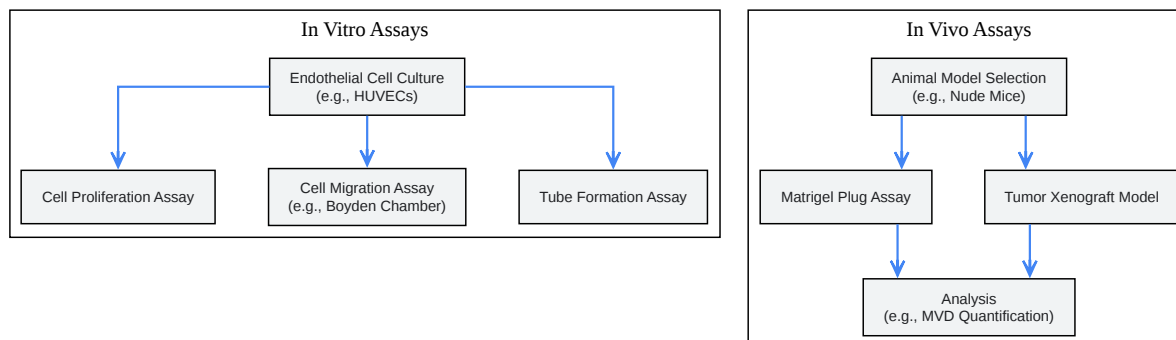 In Vitro Assays
Endothelial Cell Culture
(e.g., HUVECs)
Cell Proliferation Assay
Cell Migration Assay
(e.g., Boyden Chamber)
Tube Formation Assay
In Vivo Assays
Animal Model Selection
(e.g., Nude Mice)
Matrigel Plug Assay
Tumor Xenograft Model
Analysis
(e.g., MVD Quantification)